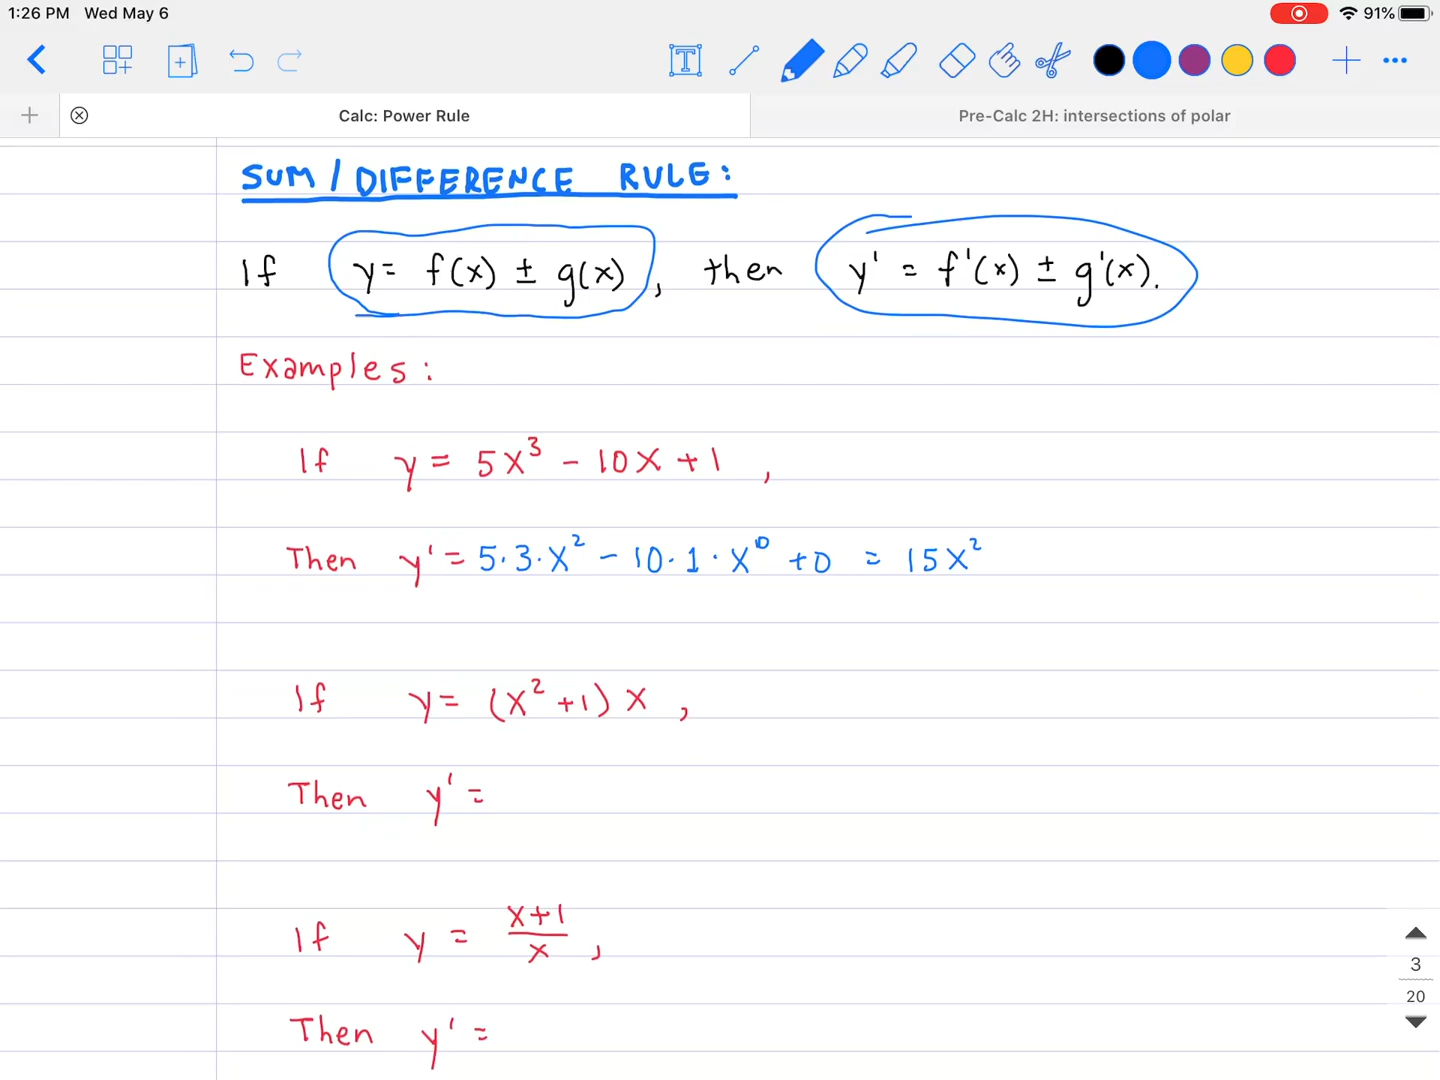 1:26 PM Wed May 6 91%
Calc: Power Rule Pre-Calc 2H: intersections of polar
SUM / DIFFERENCE RULE:
If y = f(x) ± g(x), then y' = f'(x) ± g'(x).
Examples:
If y = 5x³ - 10x + 1,
Then y' = 5·3·x² - 10·1·x⁰ + 0 = 15x²
If y = (x² + 1) x,
Then y' =
If y = (x+1)/x,
Then y' =
3
20